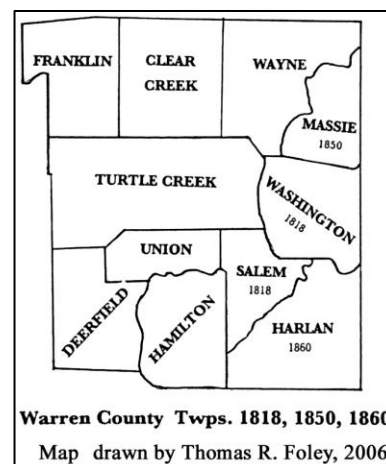 FRANKLIN
CLEAR
CREEK
WAYNE
MASSIE
1850
TURTLE CREEK
WASHINGTON
1818
UNION
SALEM
1818
DEERFIELD
HAMILTON
HARLAN
1860
Warren County Twps. 1818, 1850, 1860
Map drawn by Thomas R. Foley, 2006